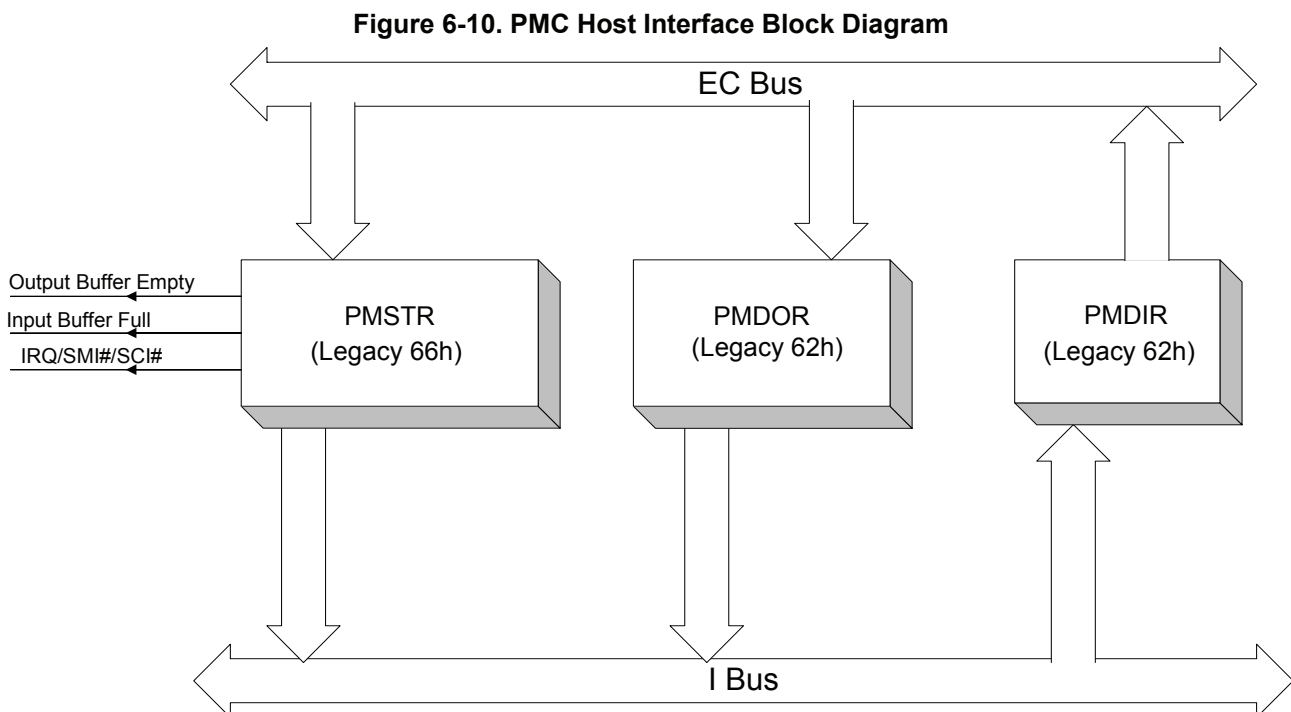 Figure 6-10. PMC Host Interface Block Diagram
EC Bus
Output Buffer Empty
Input Buffer Full
IRQ/SMI#/SCI#
PMSTR
(Legacy 66h)
PMDOR
(Legacy 62h)
PMDIR
(Legacy 62h)
I Bus